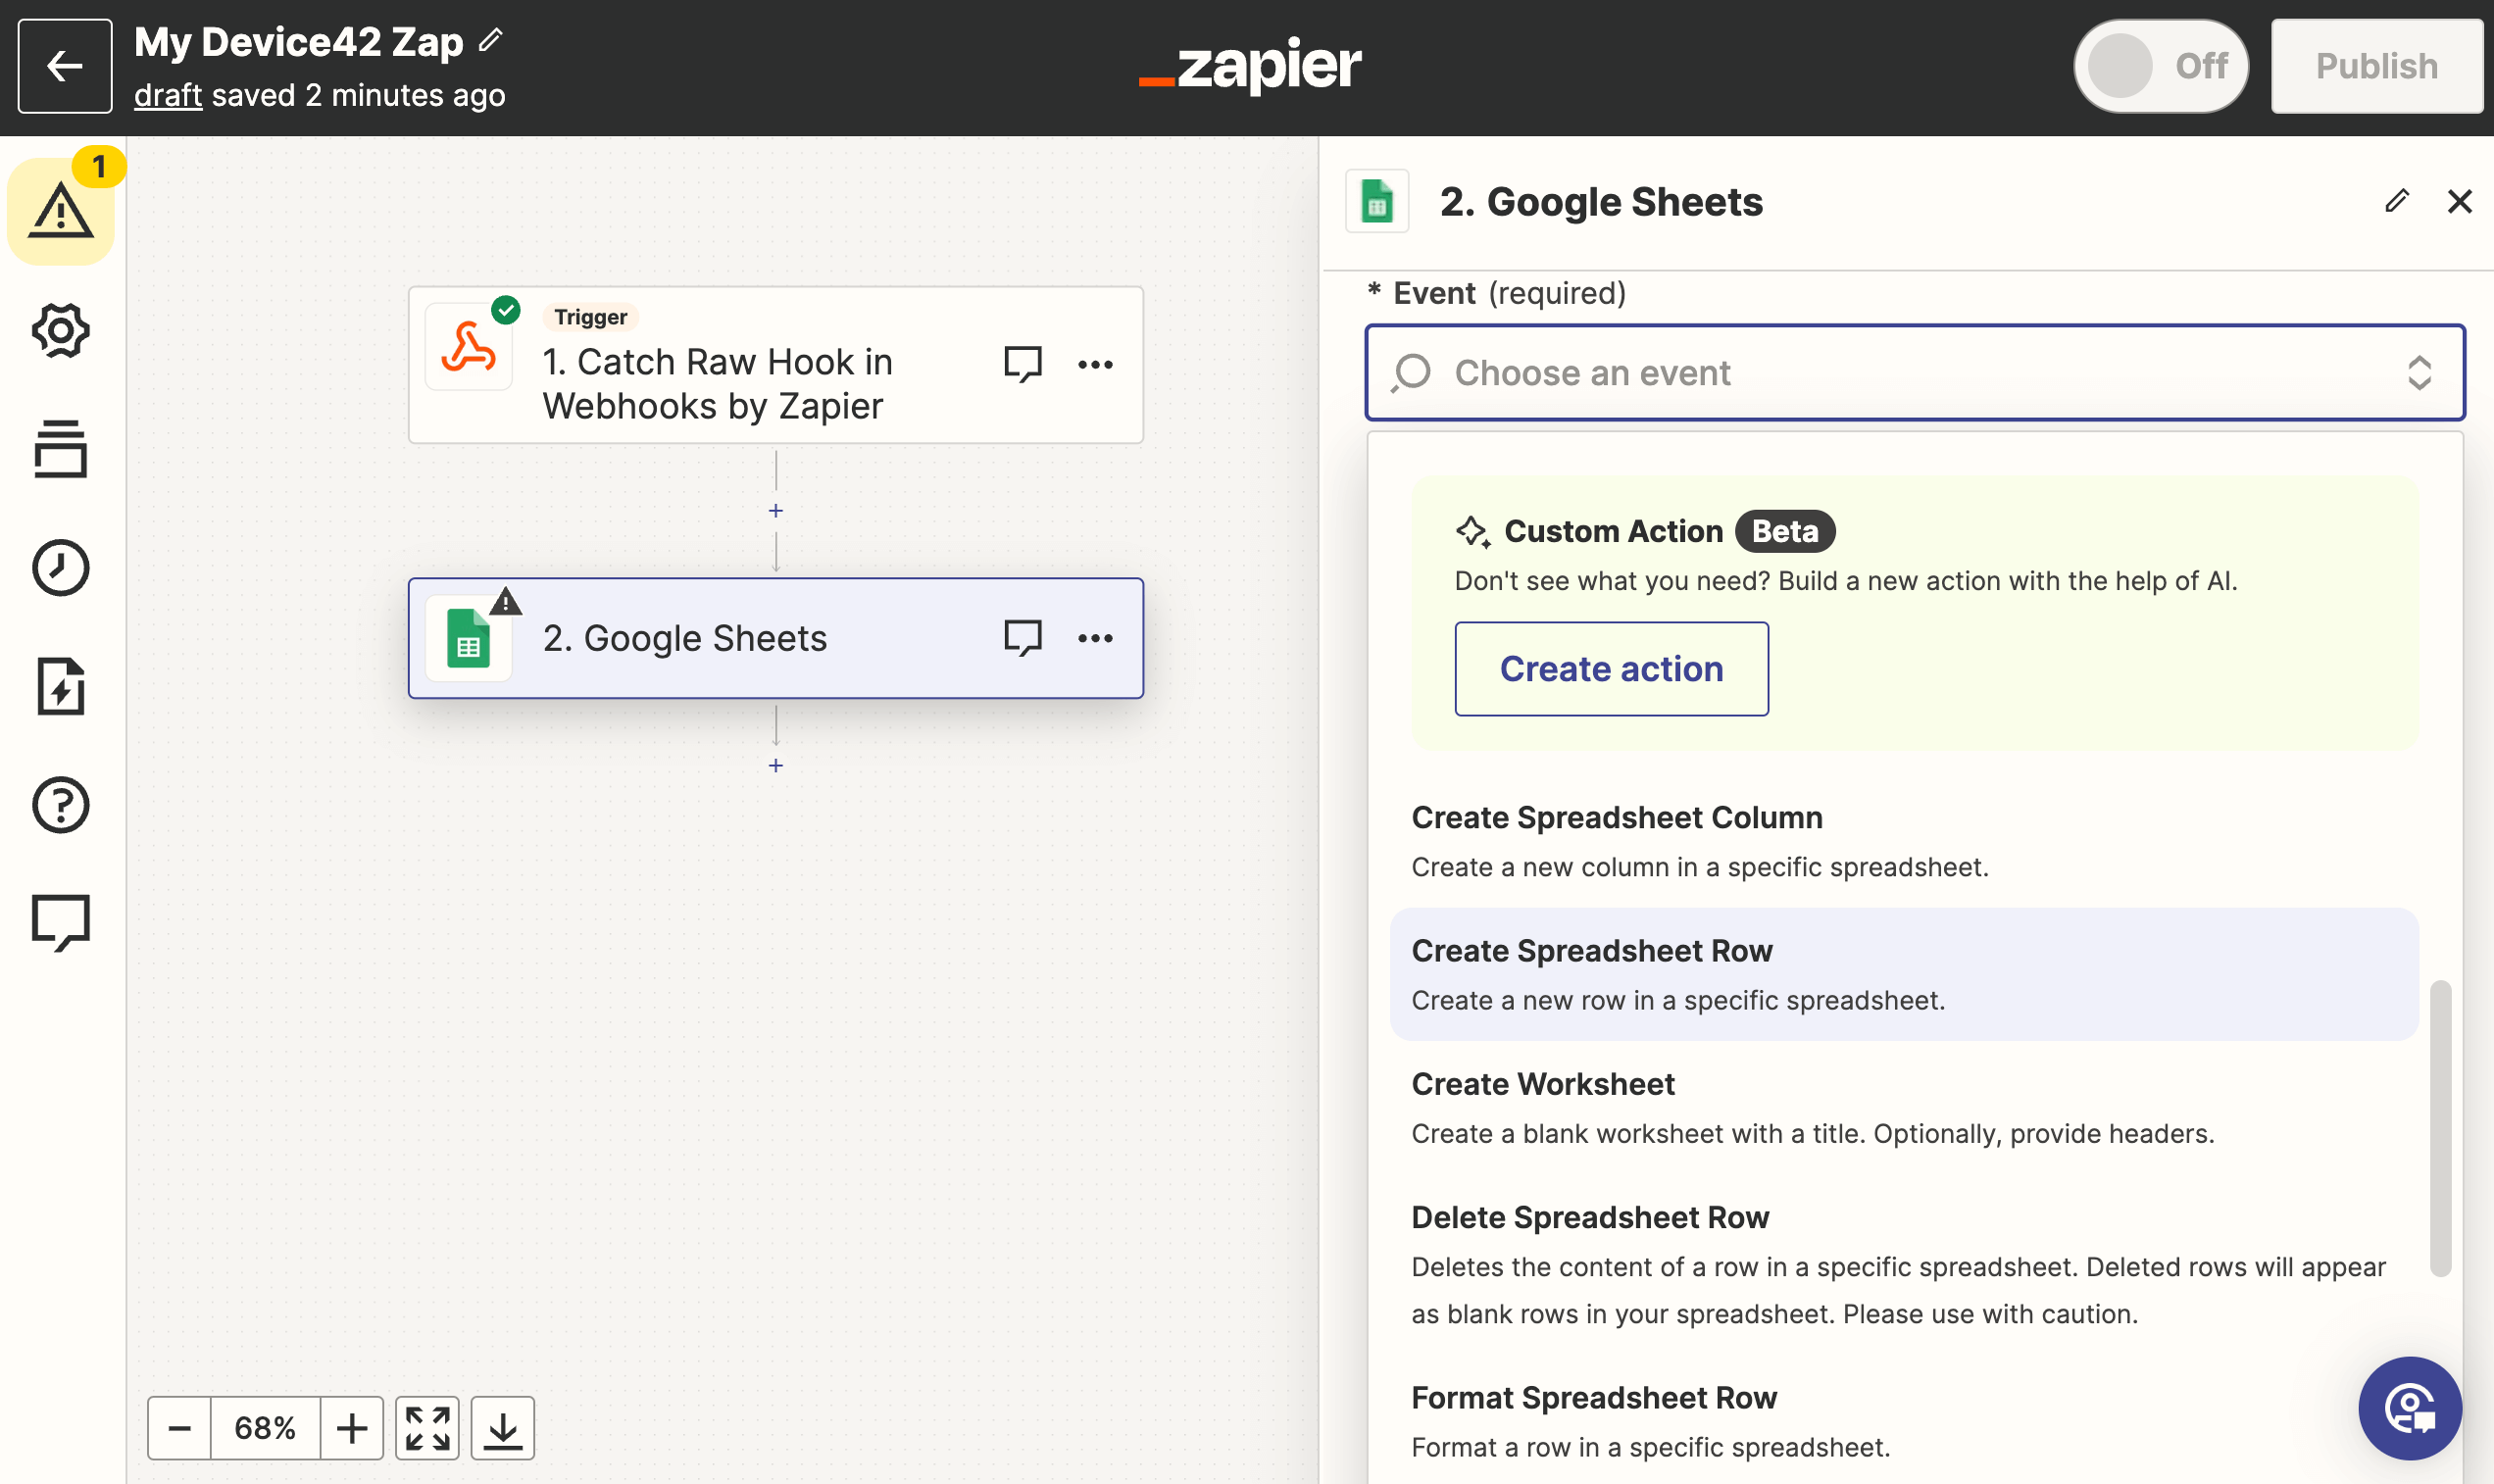 My Device42 Zap
draft saved 2 minutes ago
zapier
Off
Publish
1
Trigger
1. Catch Raw Hook in
Webhooks by Zapier
2. Google Sheets
68%
2. Google Sheets
* Event (required)
Choose an event
Custom Action Beta
Don't see what you need? Build a new action with the help of AI.
Create action
Create Spreadsheet Column
Create a new column in a specific spreadsheet.
Create Spreadsheet Row
Create a new row in a specific spreadsheet.
Create Worksheet
Create a blank worksheet with a title. Optionally, provide headers.
Delete Spreadsheet Row
Deletes the content of a row in a specific spreadsheet. Deleted rows will appear
as blank rows in your spreadsheet. Please use with caution.
Format Spreadsheet Row
Format a row in a specific spreadsheet.